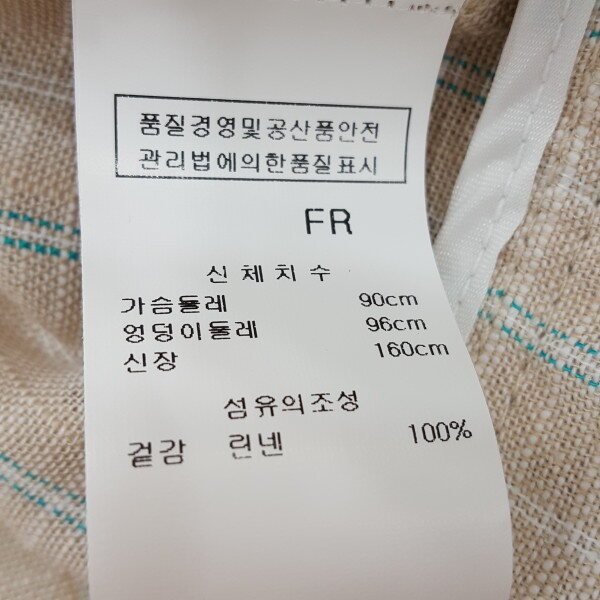 품질경영및공산품안전
관리법에의한품질표시
FR
신체치수
가슴둘레 90cm
엉덩이둘레 96cm
신장 160cm
섬유의조성
겉감 린넨 100%